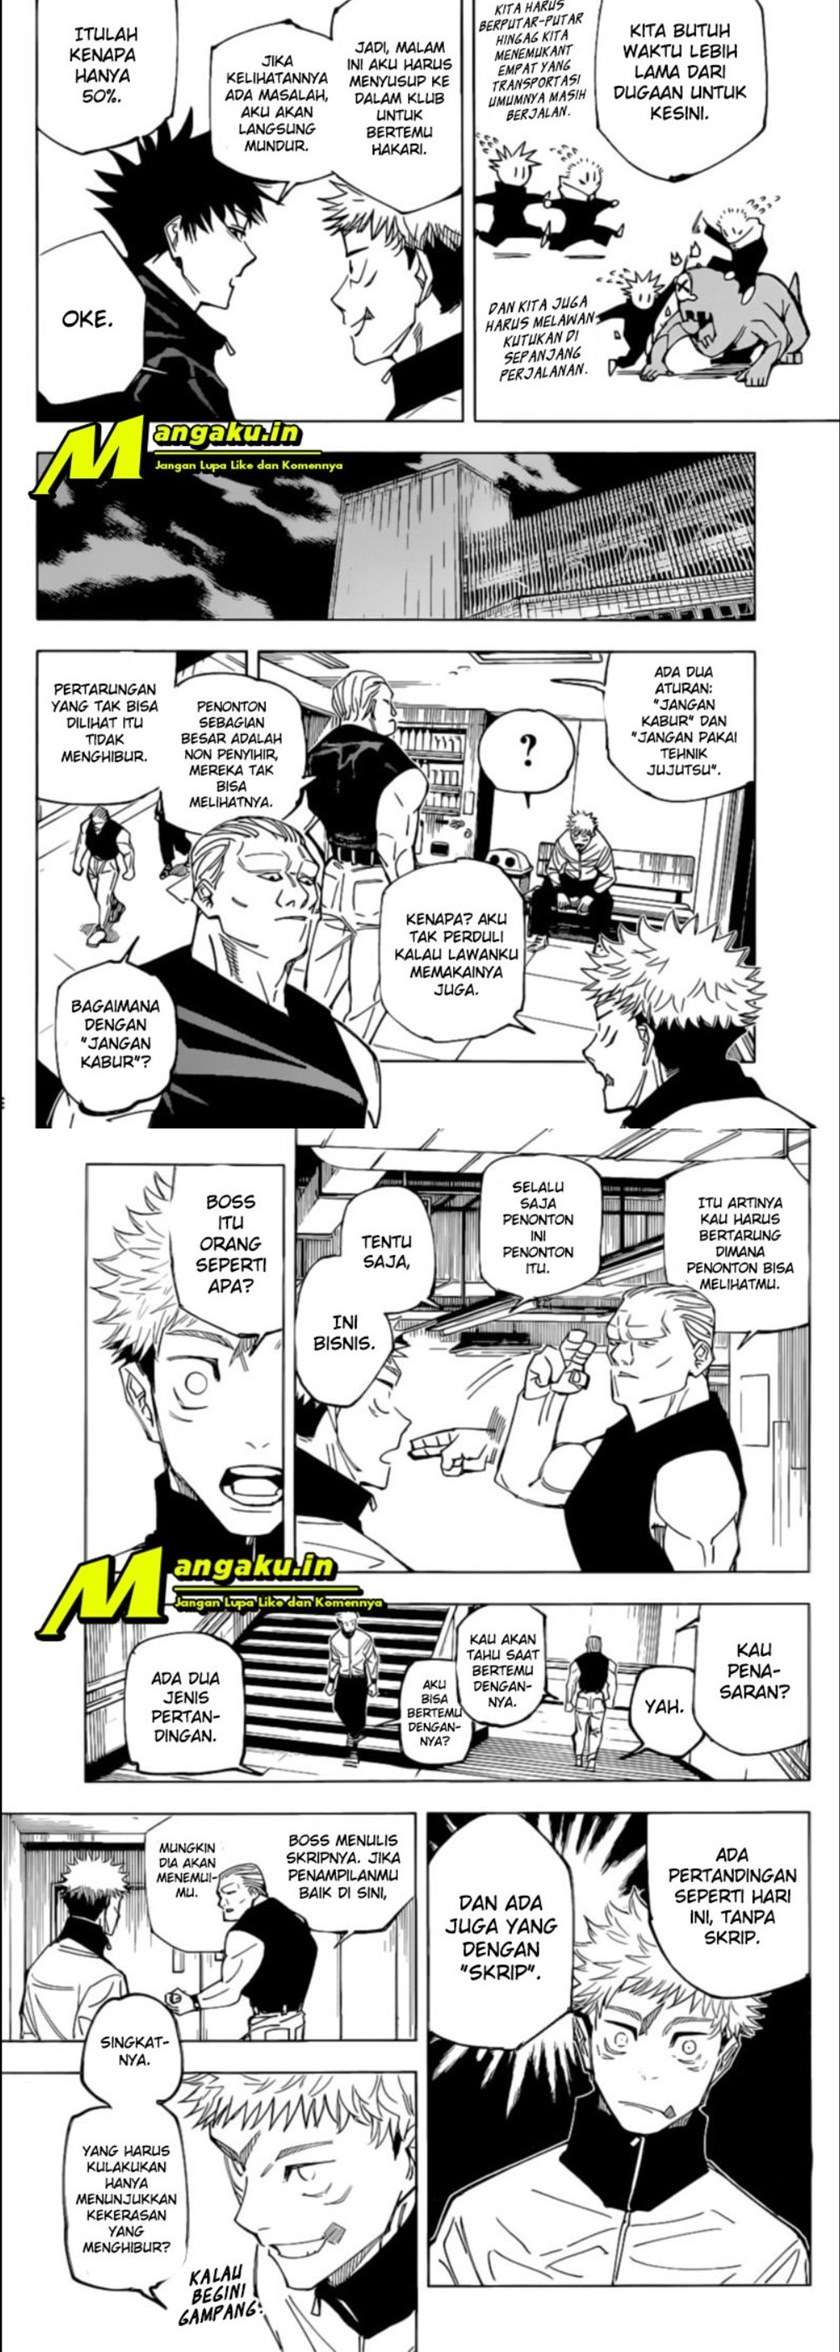 KITA BUTUH
WAKTU LEBIH
LAMA DARI
DUGAAN UNTUK
KESINI.
KITA HARUS
BERPUTAR-PUTAR
HINGAG KITA
MENEMUKANT
EMPAT YANG
TRANSPORTASI
UMUMNYA MASIH
BERJALAN.
DAN KITA JUGA
HARUS MELAWAN
KUTUKAN DI
SEPANJANG
PERJALANAN.
JADI, MALAM
INI AKU HARUS
MENYUSUP KE
DALAM KLUB
UNTUK
BERTEMU
HAKARI.
JIKA
KELIHATANNYA
ADA MASALAH,
AKU AKAN
LANGSUNG
MUNDUR.
ITULAH
KENAPA
HANYA
50%.
OKE.
Mangaku.in
Jangan Lupa Like dan Komennya
ADA DUA
ATURAN:
"JANGAN
KABUR" DAN
"JANGAN PAKAI
TEHNIK
JUJUTSU".
?
KENAPA? AKU
TAK PERDULI
KALAU LAWANKU
MEMAKAINYA
JUGA.
PENONTON
SEBAGIAN
BESAR ADALAH
NON PENYIHIR,
MEREKA TAK
BISA
MELIHATNYA.
PERTARUNGAN
YANG TAK BISA
DILIHAT ITU
TIDAK
MENGHIBUR.
BAGAIMANA
DENGAN
"JANGAN
KABUR"?
ITU ARTINYA
KAU HARUS
BERTARUNG
DIMANA
PENONTON BISA
MELIHATMU.
SELALU
SAJA
PENONTON
INI
PENONTON
ITU.
TENTU
SAJA,
INI
BISNIS.
BOSS
ITU
ORANG
SEPERTI
APA?
Mangaku.in
Jangan Lupa Like dan Komennya
KAU
PENA-
SARAN?
YAH.
KAU AKAN
TAHU SAAT
BERTEMU
DENGAN-
NYA.
AKU
BISA
BERTEMU
DENGAN-
NYA?
ADA DUA
JENIS
PERTAN-
DINGAN.
ADA
PERTANDINGAN
SEPERTI HARI
INI, TANPA
SKRIP.
DAN ADA
JUGA YANG
DENGAN
"SKRIP".
BOSS MENULIS
SKRIPNYA. JIKA
PENAMPILANMU
BAIK DI SINI,
MUNGKIN
DIA AKAN
MENEMUI-
MU.
SINGKAT-
NYA.
YANG HARUS
KULAKUKAN
HANYA
MENUNJUKKAN
KEKERASAN
YANG
MENGHIBUR?
KALAU
BEGINI
GAMPANG.